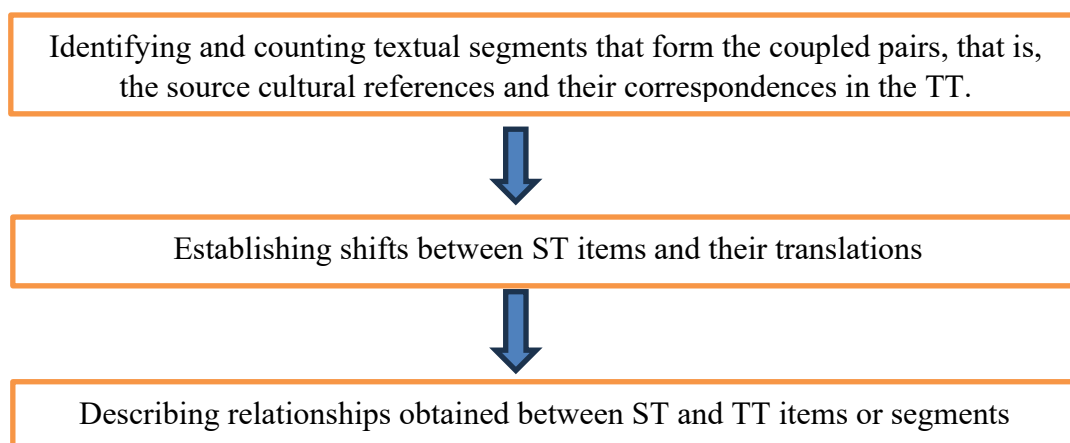 Identifying and counting textual segments that form the coupled pairs, that is,
the source cultural references and their correspondences in the TT.
Establishing shifts between ST items and their translations
Describing relationships obtained between ST and TT items or segments